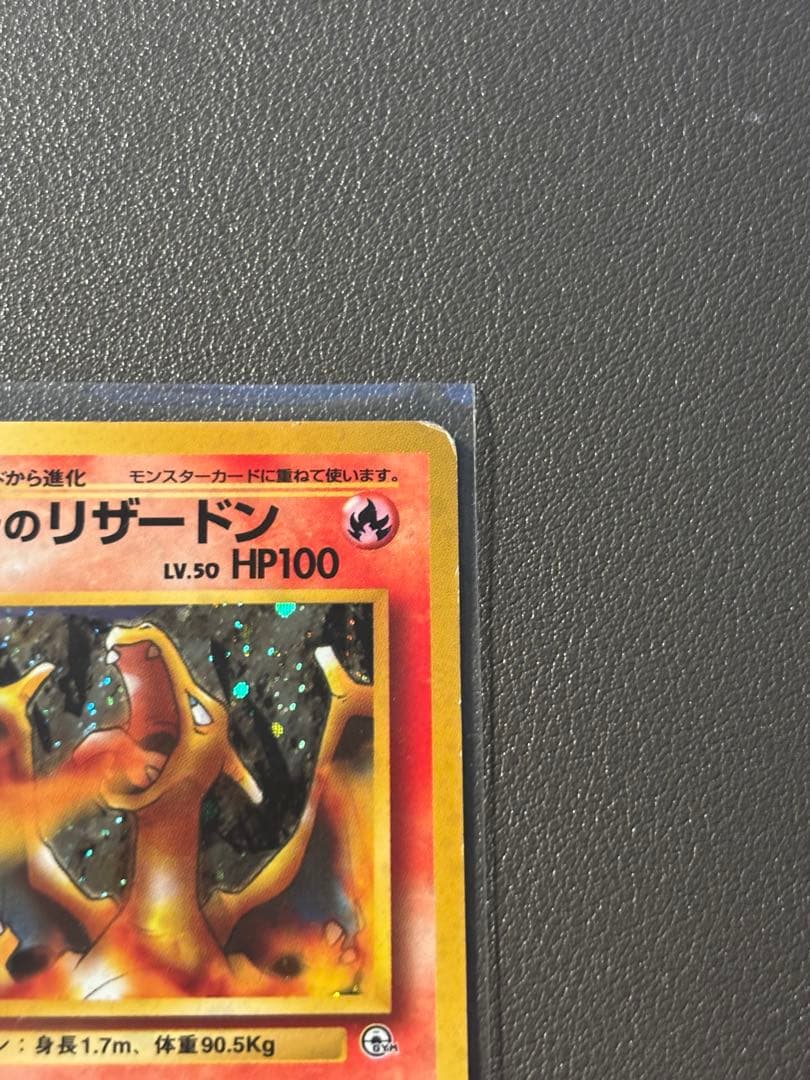 から進化 モンスターカードに重ねて使います。
のリザードン
LV.50 HP100
ン：身長1.7m、体重90.5Kg
GYM